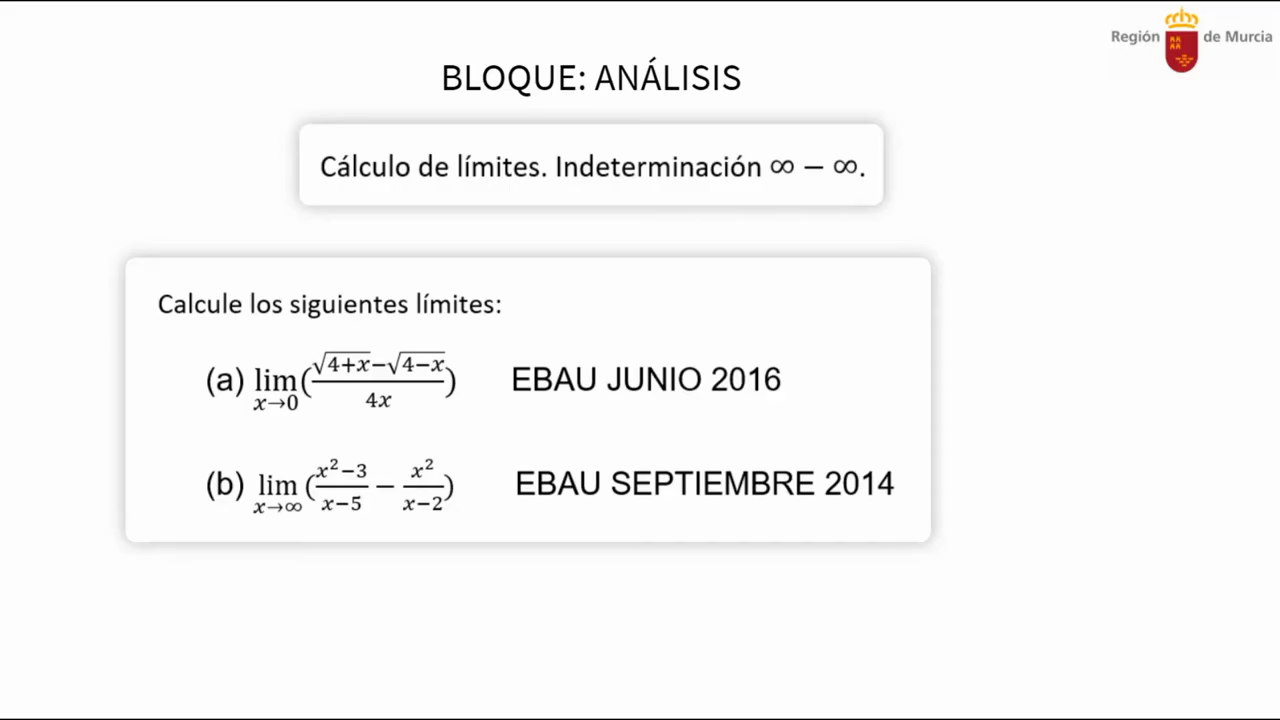 Región de Murcia
BLOQUE: ANÁLISIS
Cálculo de límites. Indeterminación ∞ − ∞.
Calcule los siguientes límites:
(a) lim x→0 (√(4+x)−√(4−x) / 4x) EBAU JUNIO 2016
(b) lim x→∞ (x²−3 / x−5 − x² / x−2) EBAU SEPTIEMBRE 2014